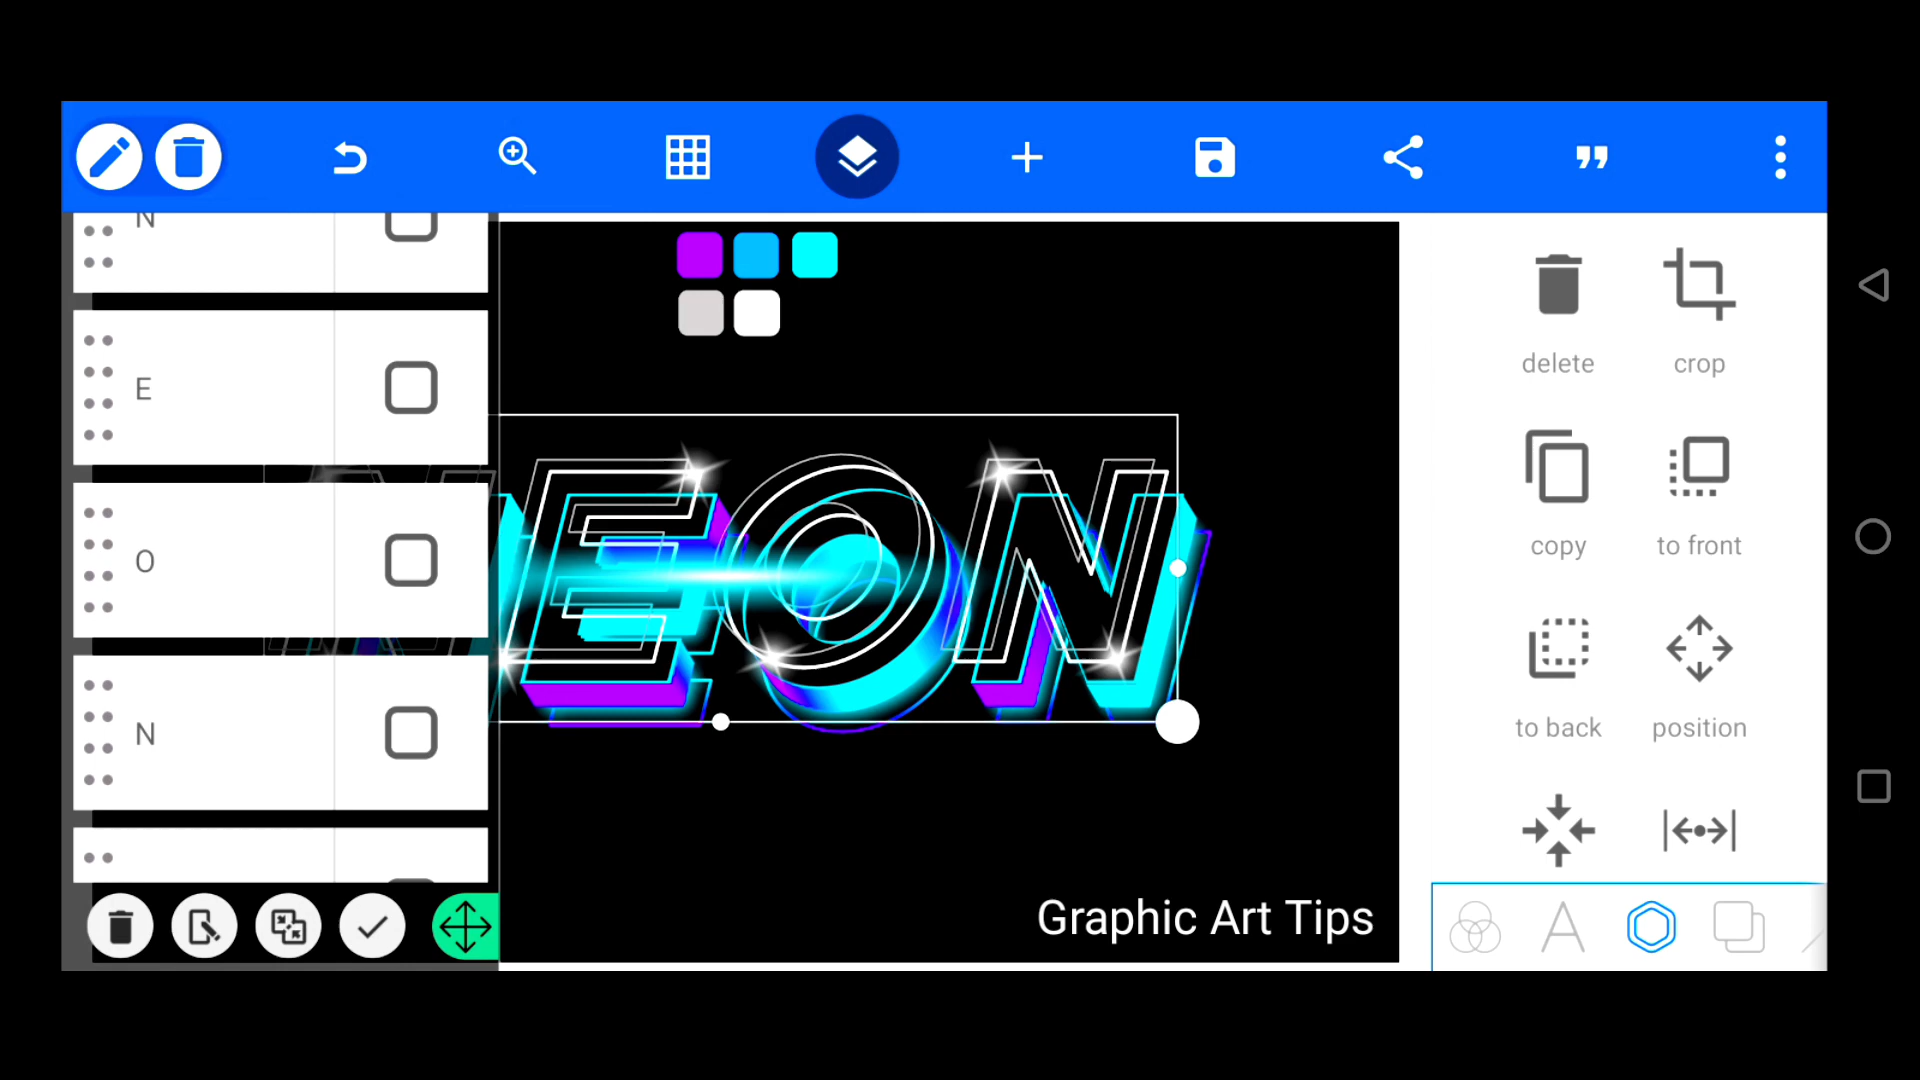 N
E
O
N
EON
Graphic Art Tips
delete
crop
copy
to front
to back
position